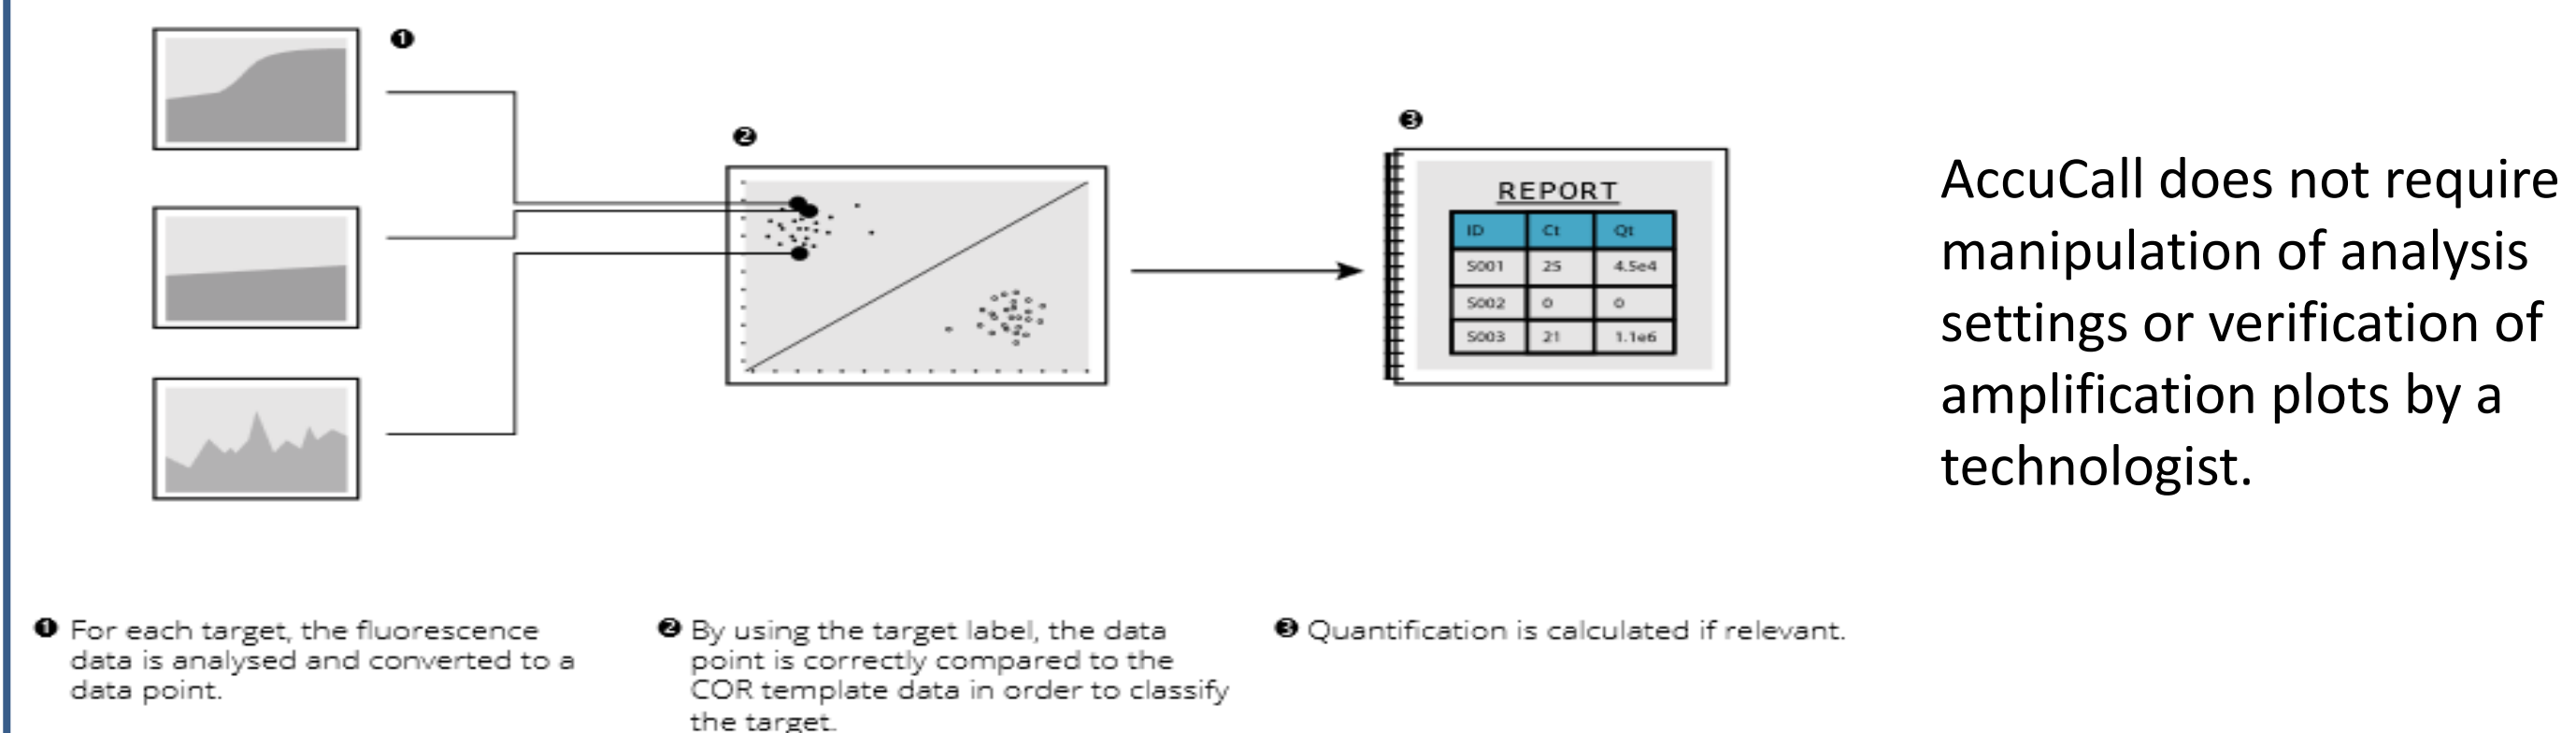 ❶
❷
❸
REPORT
ID Ct Qt
S001 25 4.5e4
S002 0 0
S003 21 1.1e6
AccuCall does not require
manipulation of analysis
settings or verification of
amplification plots by a
technologist.
❶ For each target, the fluorescence
data is analysed and converted to a
data point.
❷ By using the target label, the data
point is correctly compared to the
COR template data in order to classify
the target.
❸ Quantification is calculated if relevant.